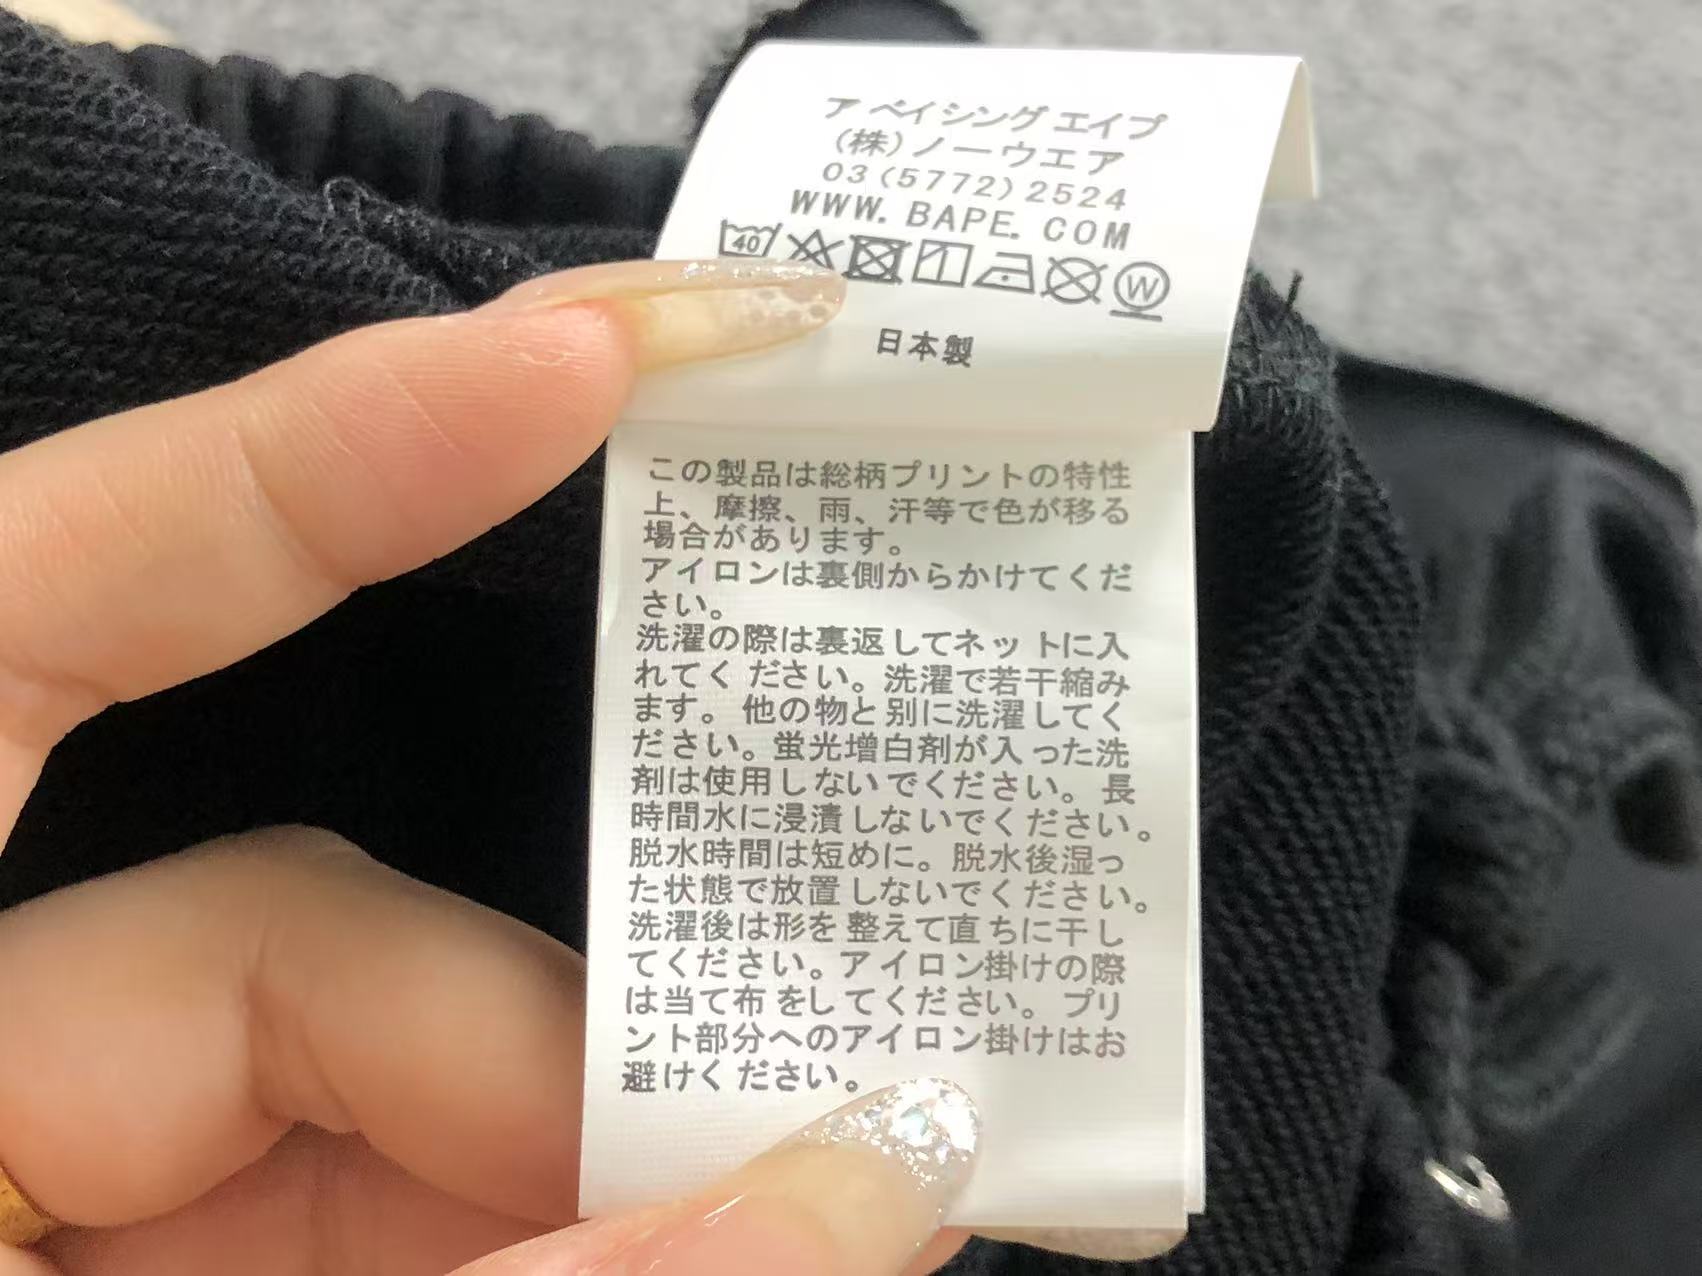 ア ベイシング エイプ
(株)ノーウエア
03(5772)2524
WWW. BAPE. COM
40 W
日本製
この製品は総柄プリントの特性
上、摩擦、雨、汗等で色が移る
場合があります。
アイロンは裏側からかけてくだ
さい。
洗濯の際は裏返してネットに入
れてください。洗濯で若干縮み
ます。他の物と別に洗濯してく
ださい。蛍光増白剤が入った洗
剤は使用しないでください。長
時間水に浸漬しないでください。
脱水時間は短めに。脱水後湿っ
た状態で放置しないでください。
洗濯後は形を整えて直ちに干し
てください。アイロン掛けの際
は当て布をしてください。プリ
ント部分へのアイロン掛けはお
避けください。